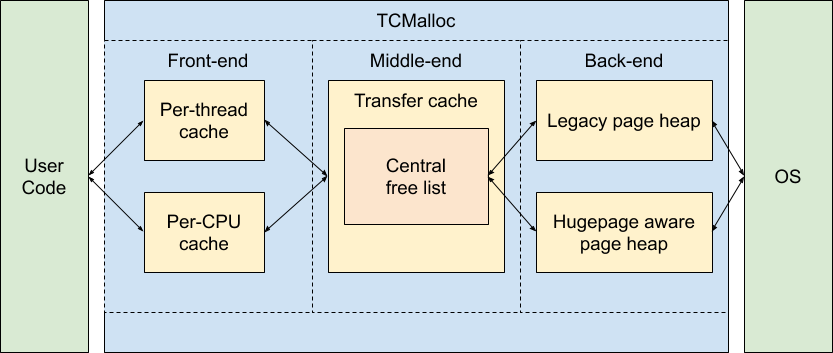 TCMalloc
Front-end
Middle-end
Back-end
User
Code
Per-thread
cache
Per-CPU
cache
Transfer cache
Central
free list
Legacy page heap
Hugepage aware
page heap
OS